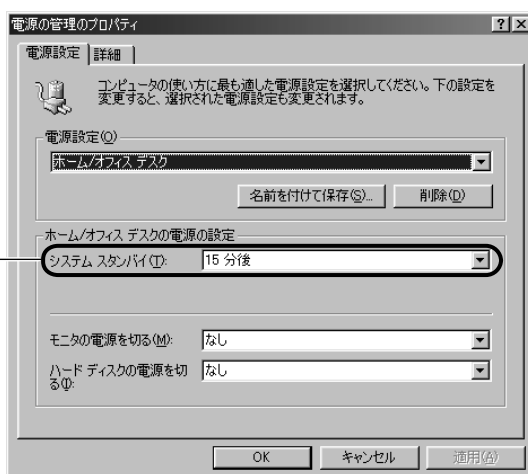 電源の管理のプロパティ
電源設定 詳細
コンピュータの使い方に最も適した電源設定を選択してください。下の設定を
変更すると、選択された電源設定も変更されます。
電源設定(O)
ホーム/オフィス デスク
名前を付けて保存(S)... 削除(D)
ホーム/オフィス デスクの電源の設定
システム スタンバイ(T): 15 分後
モニタの電源を切る(M): なし
ハード ディスクの電源を切 なし
る(I):
OK キャンセル 適用(A)